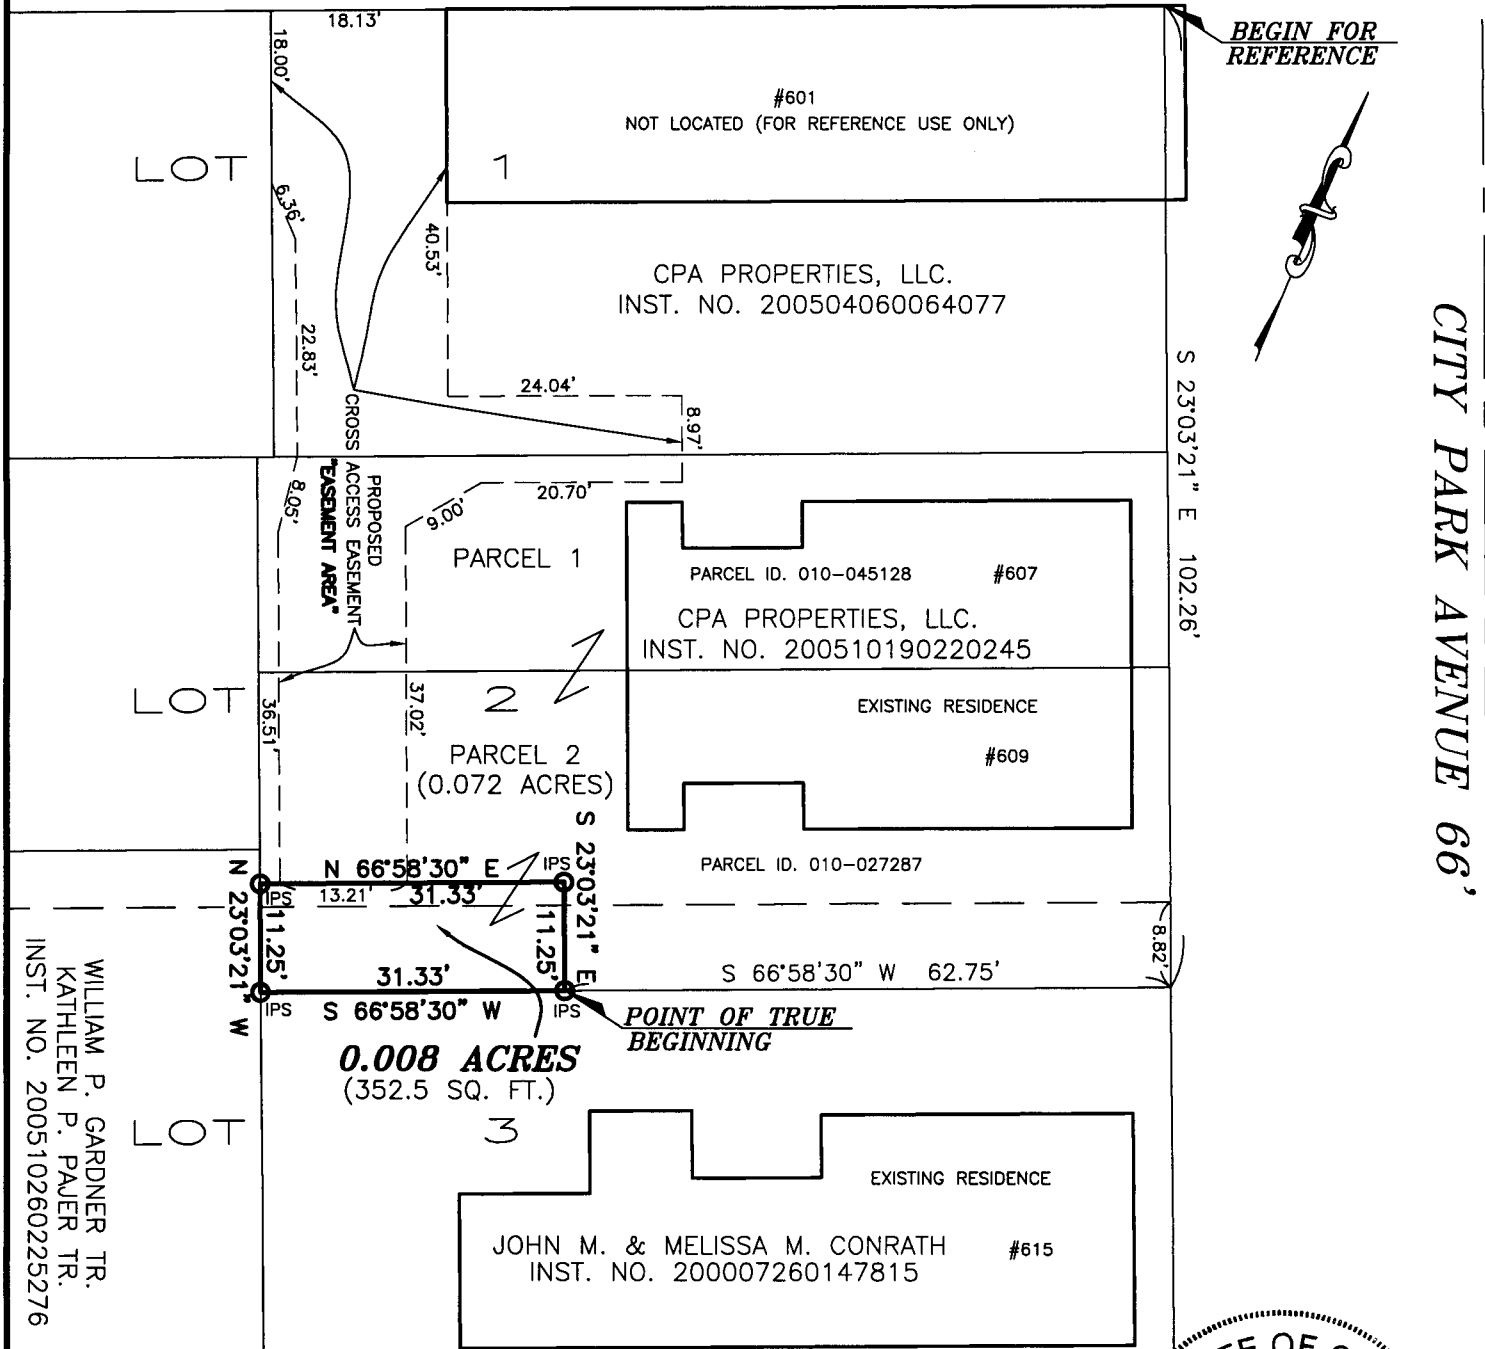 18.13'
BEGIN FOR
REFERENCE
18.00'
#601
NOT LOCATED (FOR REFERENCE USE ONLY)
LOT 1
6.36'
40.53'
CPA PROPERTIES, LLC.
INST. NO. 200504060064077
CITY PARK AVENUE 66'
22.83'
S 23°03'21" E 102.26'
24.04'
8.97'
PROPOSED
CROSS ACCESS EASEMENT
"EASEMENT AREA"
8.05'
20.70'
9.00'
PARCEL 1
PARCEL ID. 010-045128 #607
CPA PROPERTIES, LLC.
INST. NO. 200510190220245
LOT 2
36.51'
37.02'
EXISTING RESIDENCE
PARCEL 2
(0.072 ACRES)
#609
PARCEL ID. 010-027287
N 66°58'30" E
IPS
S 23°03'21" E
IPS
13.21'
31.33'
N 23°03'21" W
11.25'
11.25'
8.82'
31.33'
S 66°58'30" W 62.75'
IPS
S 66°58'30" W
IPS
POINT OF TRUE
BEGINNING
0.008 ACRES
(352.5 SQ. FT.)
WILLIAM P. GARDNER TR.
KATHLEEN P. PAJER TR.
INST. NO. 200510260225276
LOT 3
EXISTING RESIDENCE
JOHN M. & MELISSA M. CONRATH #615
INST. NO. 200007260147815
OF